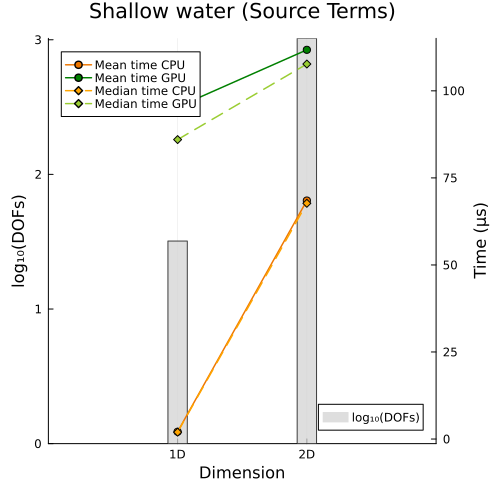 Shallow water (Source Terms)
Mean time CPU
Mean time GPU
Median time CPU
Median time GPU
log₁₀(DOFs)
3
2
1
0
100
75
50
25
0
Time (μs)
log₁₀(DOFs)
1D
2D
Dimension